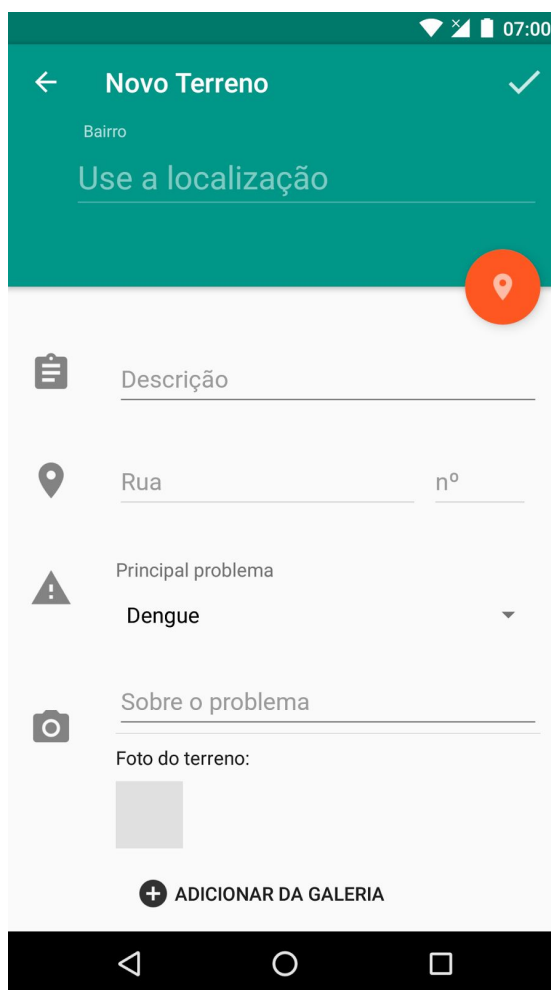 07:00
Novo Terreno
Bairro
Use a localização
Descrição
Rua nº
Principal problema
Dengue
Sobre o problema
Foto do terreno:
ADICIONAR DA GALERIA